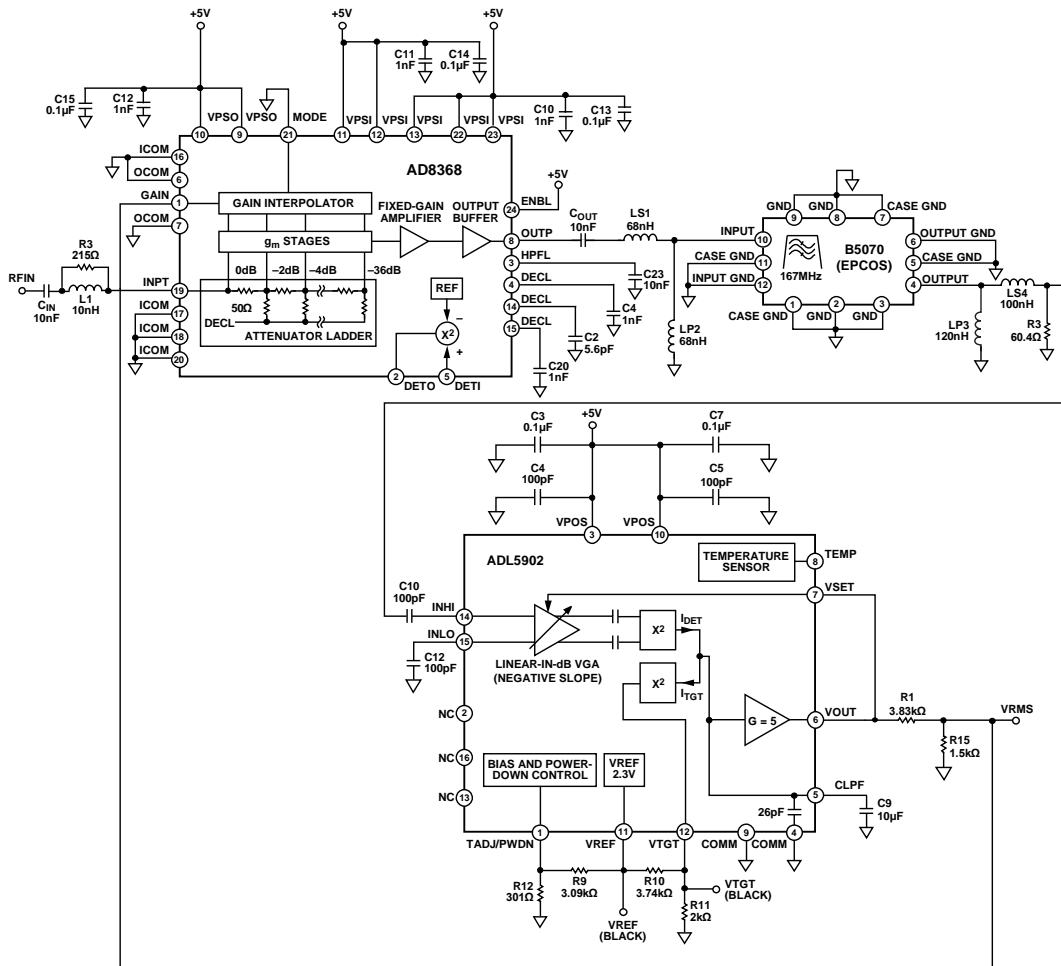 +5V
+5V
+5V
C15
0.1µF
C12
1nF
C11
1nF
C14
0.1µF
C10
1nF
C13
0.1µF
VPSO
VPSO
MODE
VPSI
VPSI
VPSI
VPSI
VPSI
10
9
21
11
12
13
22
23
AD8368
ICOM
16
OCOM
6
GAIN
1
OCOM
7
GAIN INTERPOLATOR
gm STAGES
FIXED-GAIN
AMPLIFIER
OUTPUT
BUFFER
+5V
24
ENBL
8
OUTP
3
HPFL
4
DECL
14
DECL
15
DECL
COUT
10nF
LS1
68nH
C23
10nF
C4
1nF
C2
5.6pF
C20
1nF
LP2
68nH
R3
215Ω
RFIN
CIN
10nF
L1
10nH
INPT
19
ICOM
17
ICOM
18
ICOM
20
0dB
–2dB
–4dB
–36dB
50Ω
DECL
ATTENUATOR LADDER
REF
–
X2
+
2
DETO
5
DETI
GND
GND
CASE GND
9
8
7
INPUT
10
CASE GND
11
INPUT GND
12
167MHz
B5070
(EPCOS)
6
OUTPUT GND
5
CASE GND
4
OUTPUT
1
2
3
CASE GND
GND
GND
LS4
100nH
LP3
120nH
R3
60.4Ω
+5V
C3
0.1µF
C7
0.1µF
C4
100pF
C5
100pF
VPOS
3
VPOS
10
ADL5902
TEMPERATURE
SENSOR
8
TEMP
7
VSET
C10
100pF
INHI
14
INLO
15
C12
100pF
LINEAR-IN-dB VGA
(NEGATIVE SLOPE)
X2
IDET
X2
ITGT
G = 5
VOUT
6
R1
3.83kΩ
VRMS
R15
1.5kΩ
NC
2
NC
16
NC
13
BIAS AND POWER-
DOWN CONTROL
VREF
2.3V
26pF
CLPF
5
C9
10µF
1
11
12
9
4
TADJ/PWDN
VREF
VTGT
COMM
COMM
R12
301Ω
R9
3.09kΩ
R10
3.74kΩ
R11
2kΩ
VTGT
(BLACK)
VREF
(BLACK)